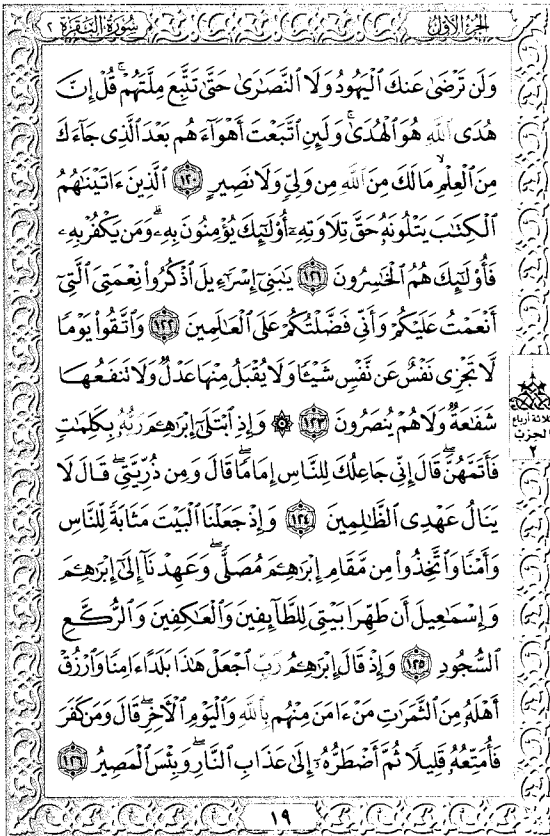 الجزء الأول
سورة البقرة ٢
وَلَن تَرْضَىٰ عَنكَ ٱلْيَهُودُ وَلَا ٱلنَّصَٰرَىٰ حَتَّىٰ تَتَّبِعَ مِلَّتَهُمْ ۗ قُلْ إِنَّ
هُدَى ٱللَّهِ هُوَ ٱلْهُدَىٰ ۗ وَلَئِنِ ٱتَّبَعْتَ أَهْوَآءَهُم بَعْدَ ٱلَّذِى جَآءَكَ
مِنَ ٱلْعِلْمِ ۙ مَا لَكَ مِنَ ٱللَّهِ مِن وَلِىٍّ وَلَا نَصِيرٍ ١٢٠ ٱلَّذِينَ ءَاتَيْنَٰهُمُ
ٱلْكِتَٰبَ يَتْلُونَهُۥ حَقَّ تِلَاوَتِهِۦٓ أُو۟لَٰٓئِكَ يُؤْمِنُونَ بِهِۦ ۗ وَمَن يَكْفُرْ بِهِۦ
فَأُو۟لَٰٓئِكَ هُمُ ٱلْخَٰسِرُونَ ١٢١ يَٰبَنِىٓ إِسْرَٰٓءِيلَ ٱذْكُرُوا۟ نِعْمَتِىَ ٱلَّتِىٓ
أَنْعَمْتُ عَلَيْكُمْ وَأَنِّى فَضَّلْتُكُمْ عَلَى ٱلْعَٰلَمِينَ ١٢٢ وَٱتَّقُوا۟ يَوْمًا
لَّا تَجْزِى نَفْسٌ عَن نَّفْسٍ شَيْـًٔا وَلَا يُقْبَلُ مِنْهَا عَدْلٌ وَلَا تَنفَعُهَا
شَفَٰعَةٌ وَلَا هُمْ يُنصَرُونَ ١٢٣ ۞ وَإِذِ ٱبْتَلَىٰٓ إِبْرَٰهِـۧمَ رَبُّهُۥ بِكَلِمَٰتٍ
فَأَتَمَّهُنَّ ۖ قَالَ إِنِّى جَاعِلُكَ لِلنَّاسِ إِمَامًا ۖ قَالَ وَمِن ذُرِّيَّتِى ۖ قَالَ لَا
يَنَالُ عَهْدِى ٱلظَّٰلِمِينَ ١٢٤ وَإِذْ جَعَلْنَا ٱلْبَيْتَ مَثَابَةً لِّلنَّاسِ
وَأَمْنًا وَٱتَّخِذُوا۟ مِن مَّقَامِ إِبْرَٰهِـۧمَ مُصَلًّى ۖ وَعَهِدْنَآ إِلَىٰٓ إِبْرَٰهِـۧمَ
وَإِسْمَٰعِيلَ أَن طَهِّرَا بَيْتِىَ لِلطَّآئِفِينَ وَٱلْعَٰكِفِينَ وَٱلرُّكَّعِ
ٱلسُّجُودِ ١٢٥ وَإِذْ قَالَ إِبْرَٰهِـۧمُ رَبِّ ٱجْعَلْ هَٰذَا بَلَدًا ءَامِنًا وَٱرْزُقْ
أَهْلَهُۥ مِنَ ٱلثَّمَرَٰتِ مَنْ ءَامَنَ مِنْهُم بِٱللَّهِ وَٱلْيَوْمِ ٱلْـَٔاخِرِ ۖ قَالَ وَمَن كَفَرَ
فَأُمَتِّعُهُۥ قَلِيلًا ثُمَّ أَضْطَرُّهُۥٓ إِلَىٰ عَذَابِ ٱلنَّارِ ۖ وَبِئْسَ ٱلْمَصِيرُ ١٢٦
ثلاثة أرباع
الحزب
٢
١٩